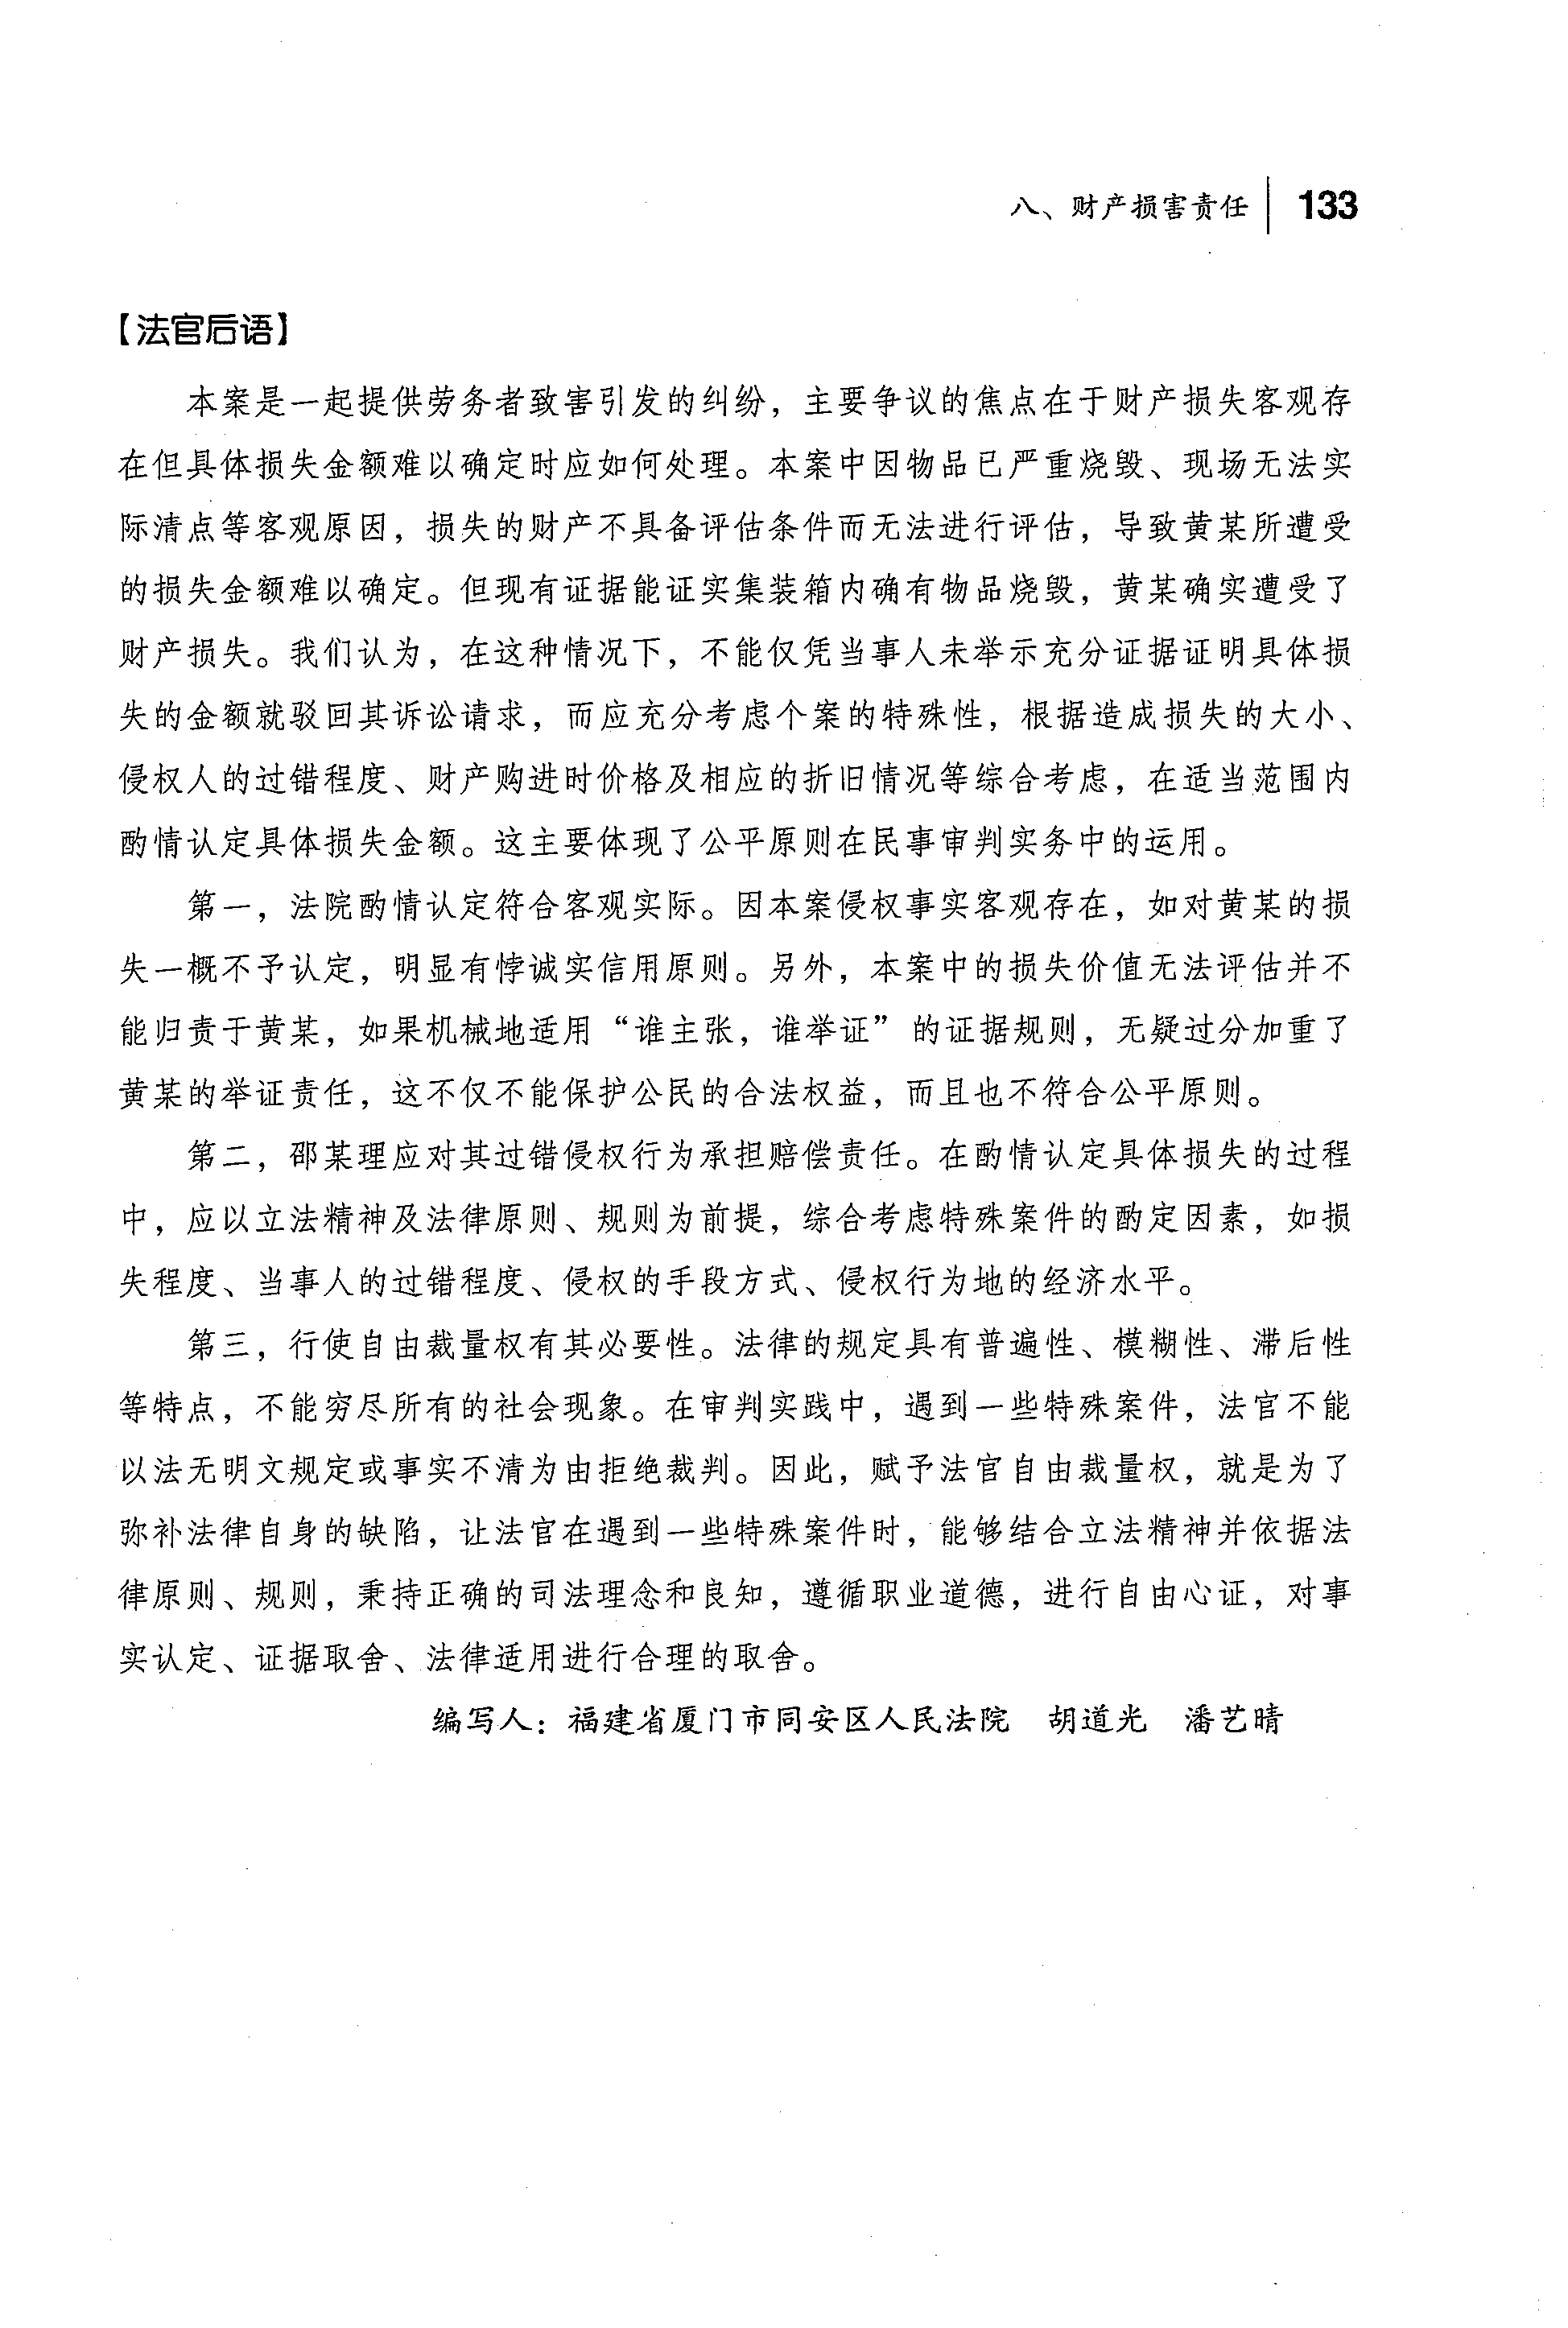 八、财产损害责任 133
【法官后语】
本案是一起提供劳务者致害引发的纠纷，主要争议的焦点在于财产损失客观存
在但具体损失金额难以确定时应如何处理。本案中因物品已严重烧毁、现场无法实
际清点等客观原因，损失的财产不具备评估条件而无法进行评估，导致黄某所遭受
的损失金额难以确定。但现有证据能证实集装箱内确有物品烧毁，黄某确实遭受了
财产损失。我们认为，在这种情况下，不能仅凭当事人未举示充分证据证明具体损
失的金额就驳回其诉讼请求，而应充分考虑个案的特殊性，根据造成损失的大小、
侵权人的过错程度、财产购进时价格及相应的折旧情况等综合考虑，在适当范围内
酌情认定具体损失金额。这主要体现了公平原则在民事审判实务中的运用。
第一，法院酌情认定符合客观实际。因本案侵权事实客观存在，如对黄某的损
失一概不予认定，明显有悖诚实信用原则。另外，本案中的损失价值无法评估并不
能归责于黄某，如果机械地适用“谁主张，谁举证”的证据规则，无疑过分加重了
黄某的举证责任，这不仅不能保护公民的合法权益，而且也不符合公平原则。
第二，邵某理应对其过错侵权行为承担赔偿责任。在酌情认定具体损失的过程
中，应以立法精神及法律原则、规则为前提，综合考虑特殊案件的酌定因素，如损
失程度、当事人的过错程度、侵权的手段方式、侵权行为地的经济水平。
第三，行使自由裁量权有其必要性。法律的规定具有普遍性、模糊性、滞后性
等特点，不能穷尽所有的社会现象。在审判实践中，遇到一些特殊案件，法官不能
以法无明文规定或事实不清为由拒绝裁判。因此，赋予法官自由裁量权，就是为了
弥补法律自身的缺陷，让法官在遇到一些特殊案件时，能够结合立法精神并依据法
律原则、规则，秉持正确的司法理念和良知，遵循职业道德，进行自由心证，对事
实认定、证据取舍、法律适用进行合理的取舍。
编写人：福建省厦门市同安区人民法院 胡道光 潘艺晴